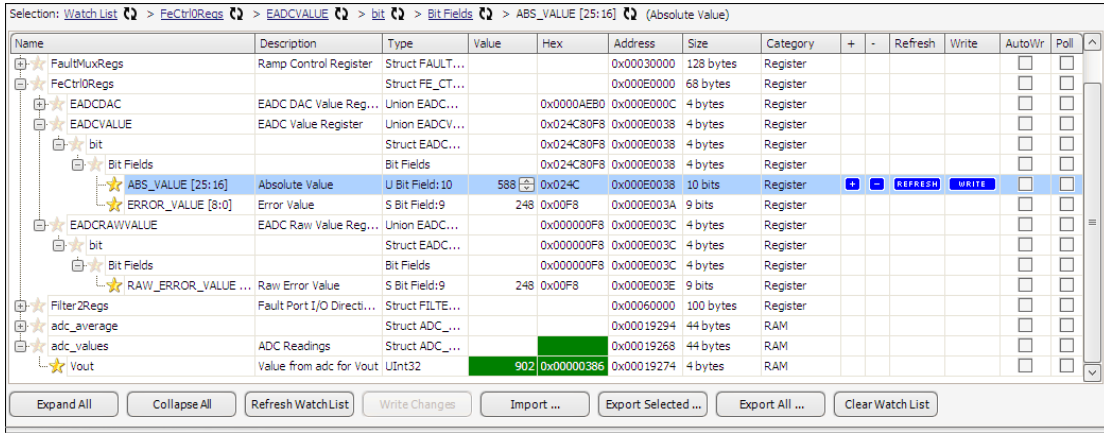 Selection: Watch List > FeCtrl0Regs > EADCVALUE > bit > Bit Fields > ABS_VALUE [25:16] (Absolute Value)
Name Description Type Value Hex Address Size Category + - Refresh Write AutoWr Poll
FaultMuxRegs Ramp Control Register Struct FAULT... 0x00030000 128 bytes Register
FeCtrl0Regs Struct FE_CT... 0x000E0000 68 bytes Register
EADCDAC EADC DAC Value Reg... Union EADC... 0x0000AEB0 0x000E000C 4 bytes Register
EADCVALUE EADC Value Register Union EADCV... 0x024C80F8 0x000E0038 4 bytes Register
bit Struct EADC... 0x024C80F8 0x000E0038 4 bytes Register
Bit Fields Bit Fields 0x024C80F8 0x000E0038 4 bytes Register
ABS_VALUE [25:16] Absolute Value U Bit Field:10 588 0x024C 0x000E0038 10 bits Register + - REFRESH WRITE
ERROR_VALUE [8:0] Error Value S Bit Field:9 248 0x00F8 0x000E003A 9 bits Register
EADCRAWVALUE EADC Raw Value Reg... Union EADC... 0x000000F8 0x000E003C 4 bytes Register
bit Struct EADC... 0x000000F8 0x000E003C 4 bytes Register
Bit Fields Bit Fields 0x000000F8 0x000E003C 4 bytes Register
RAW_ERROR_VALUE ... Raw Error Value S Bit Field:9 248 0x00F8 0x000E003E 9 bits Register
Filter2Regs Fault Port I/O Directi... Struct FILTE... 0x00060000 100 bytes Register
adc_average Struct ADC_... 0x00019294 44 bytes RAM
adc_values ADC Readings Struct ADC_... 0x00019268 44 bytes RAM
Vout Value from adc for Vout UInt32 902 0x00000386 0x00019274 4 bytes RAM
Expand All Collapse All Refresh WatchList Write Changes Import ... Export Selected ... Export All ... Clear Watch List